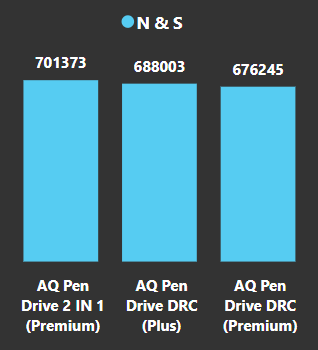 N & S
701373
688003
676245
AQ Pen
Drive 2 IN 1
(Premium)
AQ Pen
Drive DRC
(Plus)
AQ Pen
Drive DRC
(Premium)